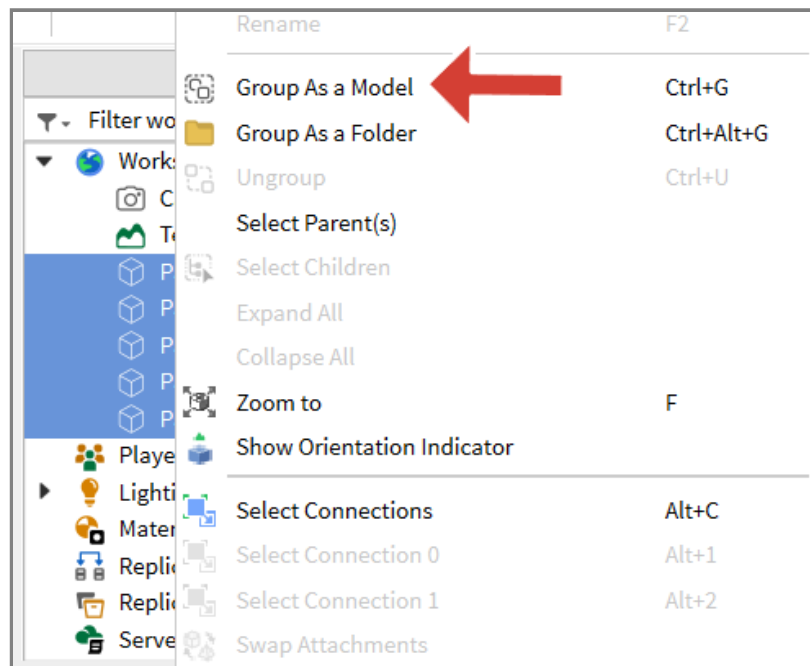 Rename F2
Filter wo
Group As a Model Ctrl+G
Group As a Folder Ctrl+Alt+G
Works
Ungroup Ctrl+U
C
Select Parent(s)
Te
P
Select Children
P
Expand All
P
Collapse All
P
Zoom to F
P
Show Orientation Indicator
Playe
Lighti
Select Connections Alt+C
Mater
Select Connection 0 Alt+1
Replic
Select Connection 1 Alt+2
Replic
Serve
Swap Attachments